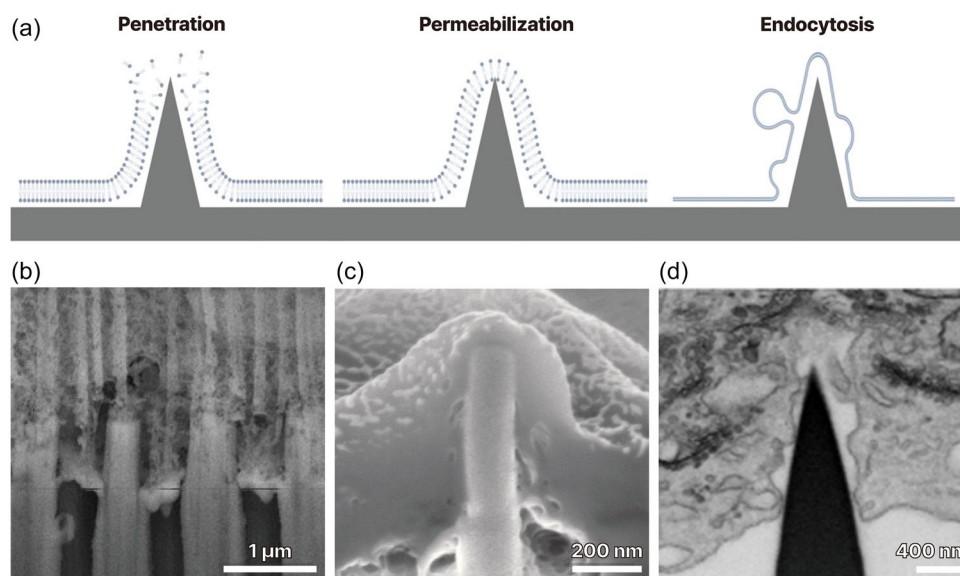 (a)
Penetration
Permeabilization
Endocytosis
(b)
(c)
(d)
1 μm
200 nm
400 nm